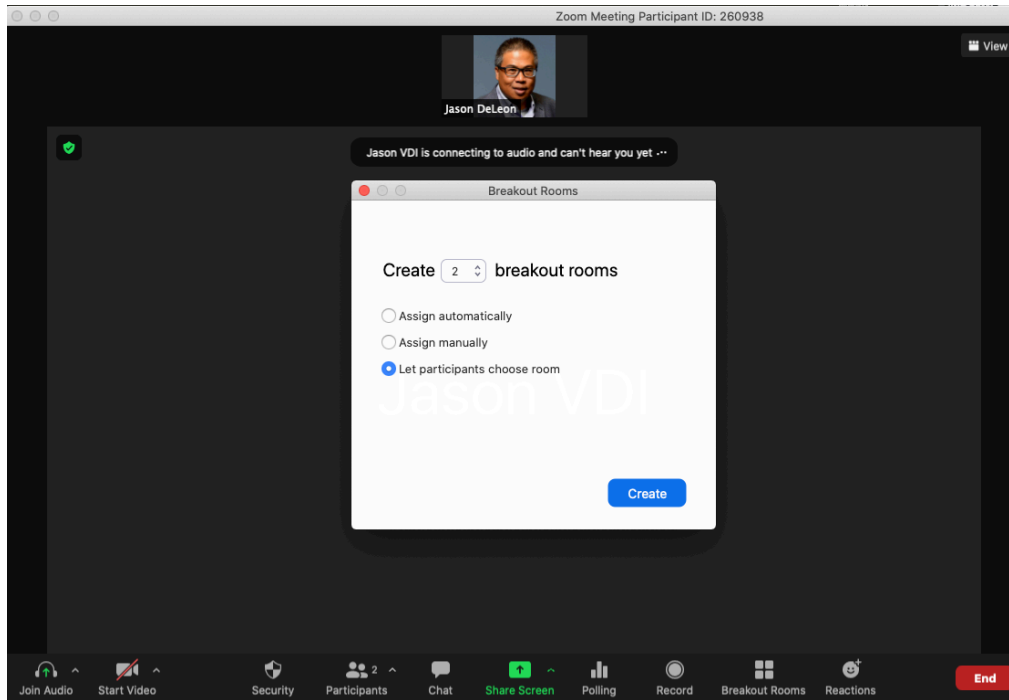 Zoom Meeting Participant ID: 260938
View
Jason DeLeon
Jason VDI is connecting to audio and can't hear you yet ...
Breakout Rooms
Create 2 breakout rooms
Assign automatically
Assign manually
Let participants choose room
Jason VDI
Create
2
Join Audio Start Video Security Participants Chat Share Screen Polling Record Breakout Rooms Reactions End